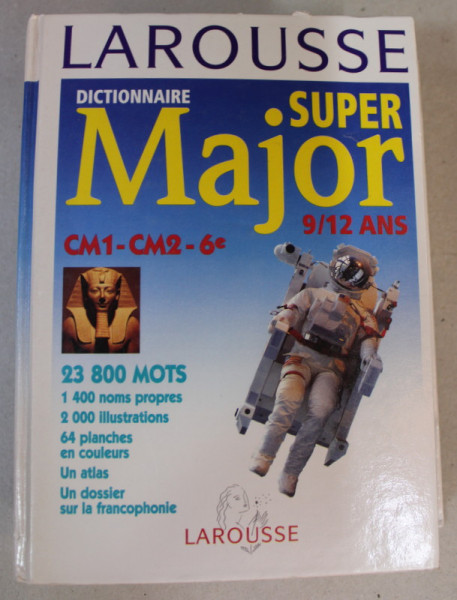 LAROUSSE
DICTIONNAIRE
SUPER
Major
9/12 ANS
CM1 - CM2 - 6e
23 800 MOTS
1 400 noms propres
2 000 illustrations
64 planches
en couleurs
Un atlas
Un dossier
sur la francophonie
LAROUSSE